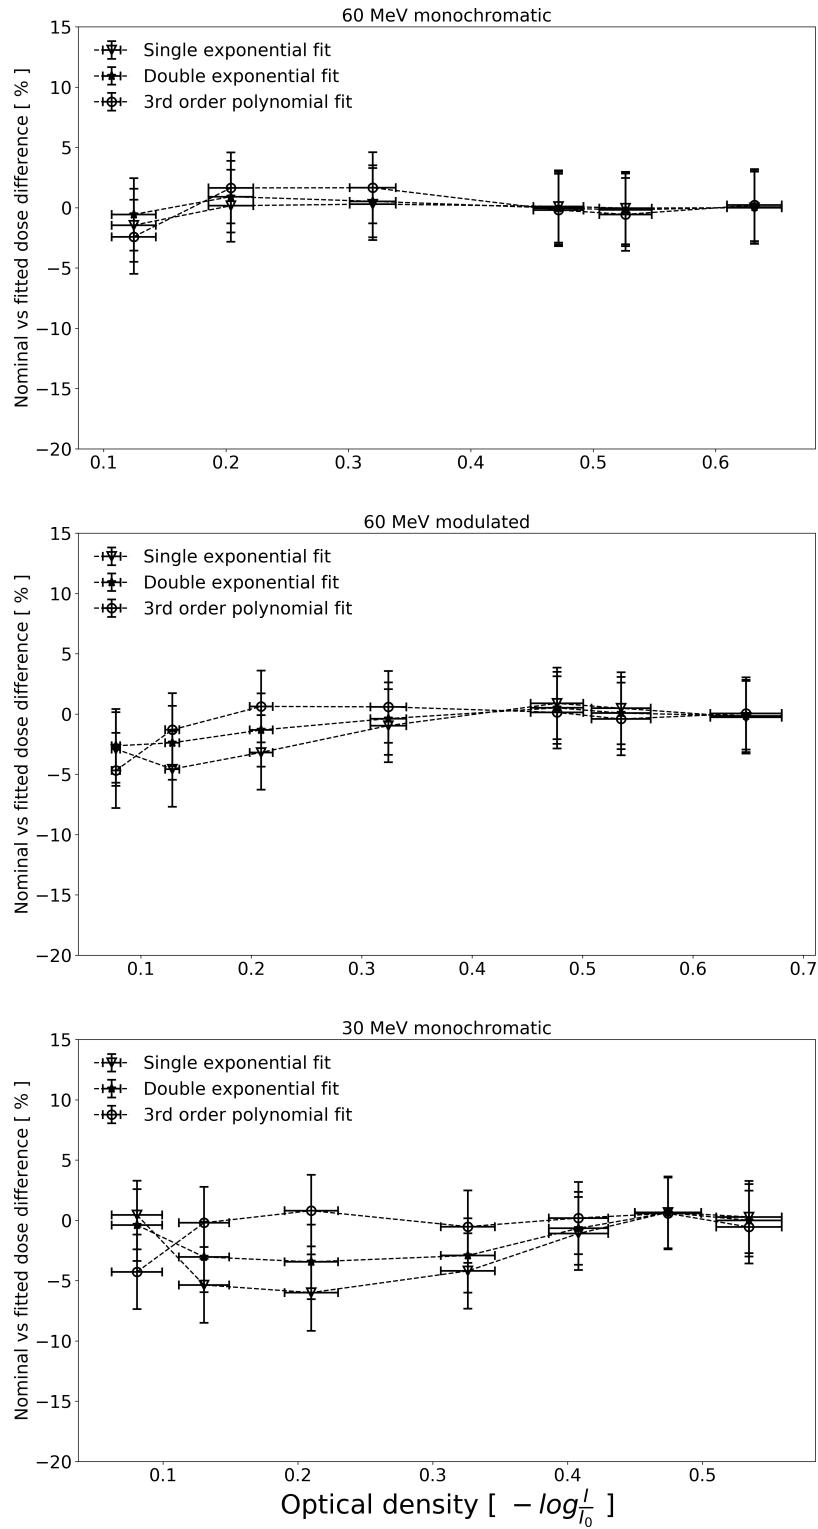 60 MeV monochromatic
15
10
5
0
−5
−10
−15
−20
Nominal vs fitted dose difference [ % ]
Single exponential fit
Double exponential fit
3rd order polynomial fit
0.1 0.2 0.3 0.4 0.5 0.6
60 MeV modulated
15
10
5
0
−5
−10
−15
−20
Nominal vs fitted dose difference [ % ]
Single exponential fit
Double exponential fit
3rd order polynomial fit
0.1 0.2 0.3 0.4 0.5 0.6 0.7
30 MeV monochromatic
15
10
5
0
−5
−10
−15
−20
Nominal vs fitted dose difference [ % ]
Single exponential fit
Double exponential fit
3rd order polynomial fit
0.1 0.2 0.3 0.4 0.5
Optical density [ −log I/I₀ ]